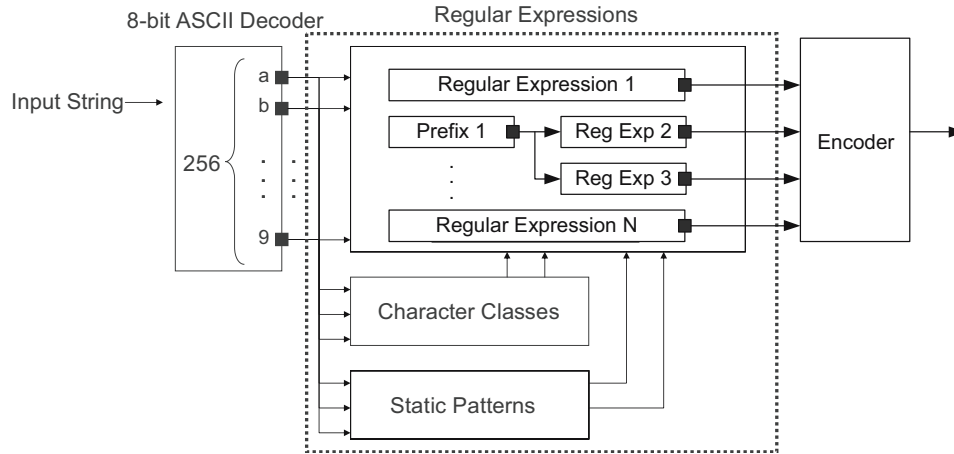 Regular Expressions
8-bit ASCII Decoder
a
Regular Expression 1
Input String
b
Prefix 1
Reg Exp 2
Encoder
256
Reg Exp 3
9
Regular Expression N
Character Classes
Static Patterns